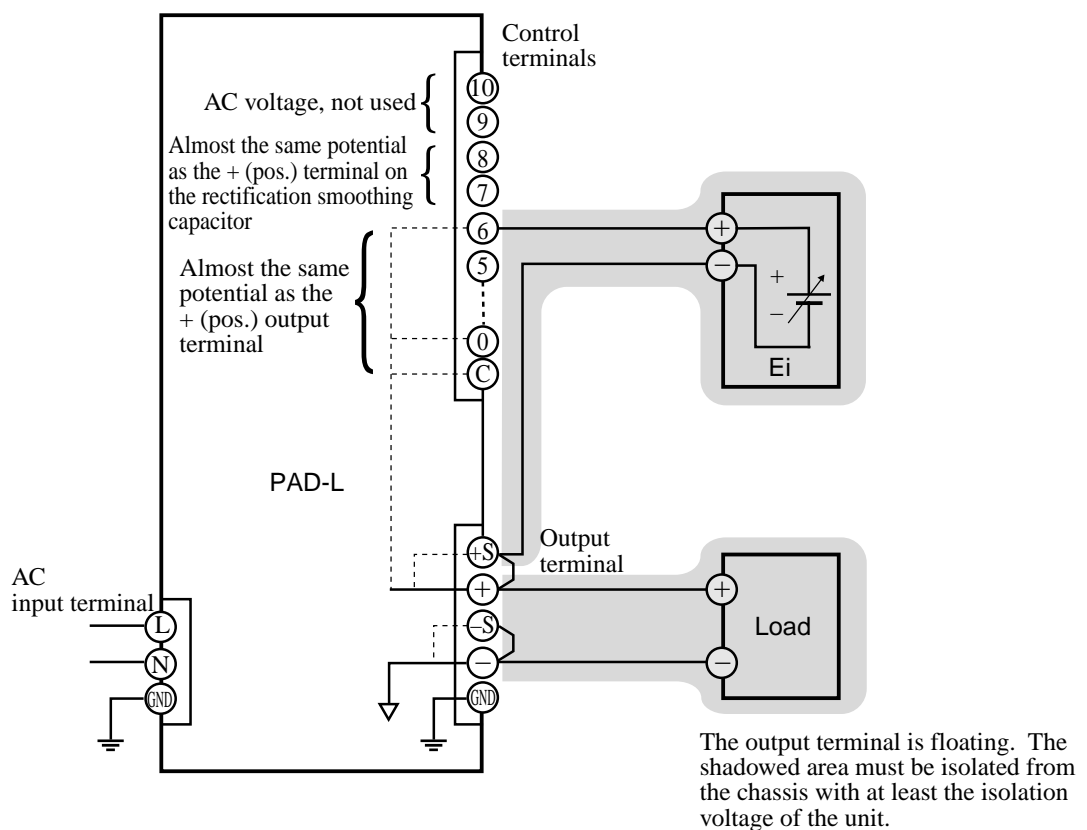 Control
terminals
AC voltage, not used
10
9
Almost the same potential
as the + (pos.) terminal on
the rectification smoothing
capacitor
8
7
6
5
0
C
Almost the same
potential as the
+ (pos.) output
terminal
+
−
+
−
Ei
PAD-L
Output
terminal
+S
+
−S
−
GND
+
−
Load
AC
input terminal
L
N
GND
The output terminal is floating. The
shadowed area must be isolated from
the chassis with at least the isolation
voltage of the unit.